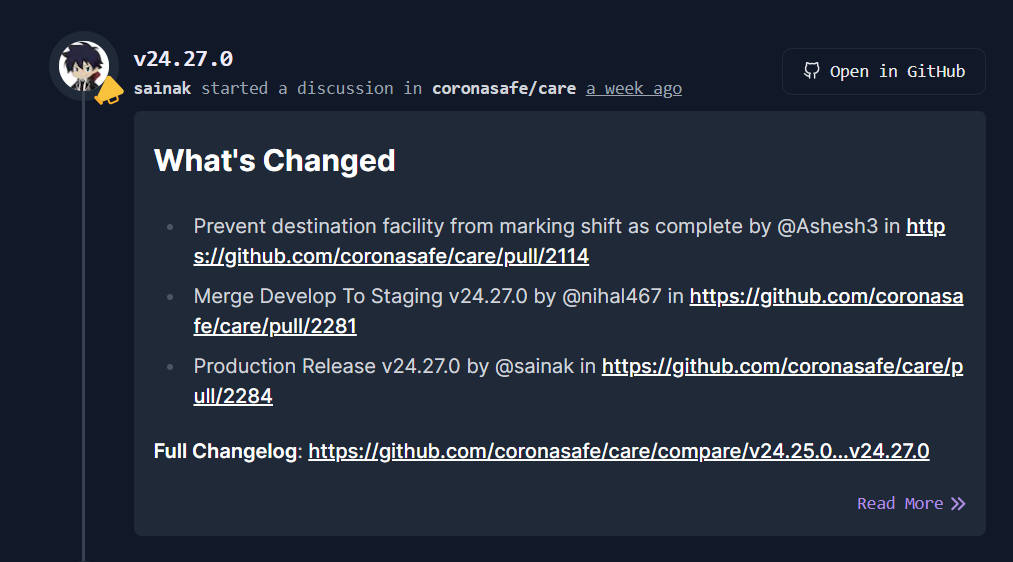 v24.27.0
Open in GitHub
sainak started a discussion in coronasafe/care a week ago
What's Changed
Prevent destination facility from marking shift as complete by @Ashesh3 in http
s://github.com/coronasafe/care/pull/2114
Merge Develop To Staging v24.27.0 by @nihal467 in https://github.com/coronasa
fe/care/pull/2281
Production Release v24.27.0 by @sainak in https://github.com/coronasafe/care/p
ull/2284
Full Changelog: https://github.com/coronasafe/care/compare/v24.25.0...v24.27.0
Read More